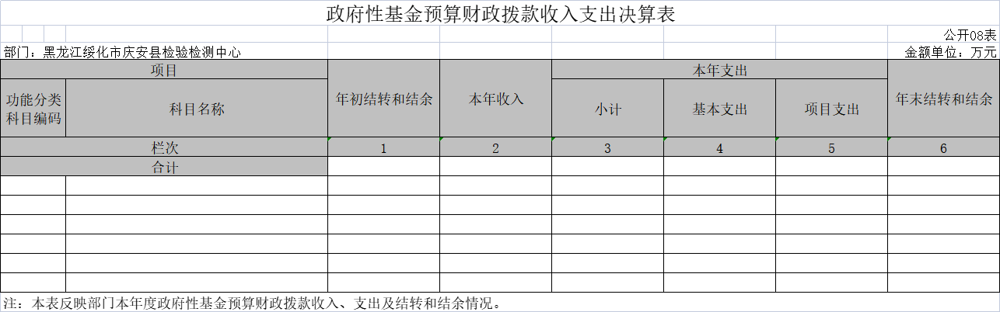 政府性基金预算财政拨款收入支出决算表
公开08表
部门：黑龙江绥化市庆安县检验检测中心 金额单位：万元
项目 年初结转和结余 本年收入 本年支出 年末结转和结余
功能分类
科目编码 科目名称 小计 基本支出 项目支出
栏次 1 2 3 4 5 6
合计
注：本表反映部门本年度政府性基金预算财政拨款收入、支出及结转和结余情况。